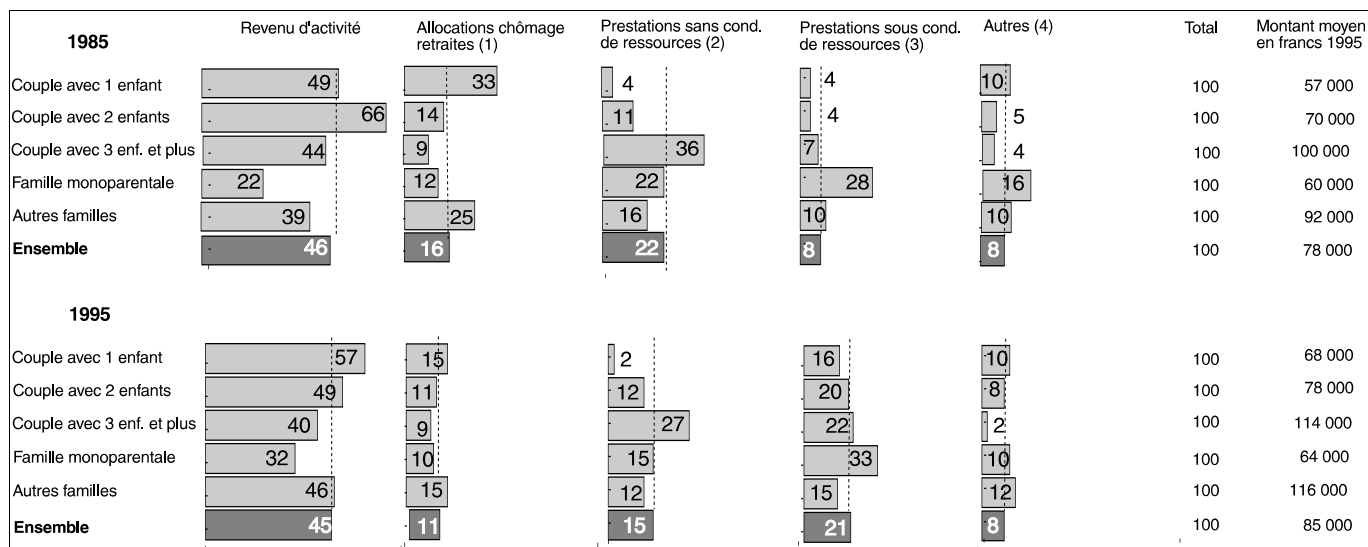 1985 Revenu d'activité Allocations chômage retraites (1) Prestations sans cond. de ressources (2) Prestations sous cond. de ressources (3) Autres (4) Total Montant moyen en francs 1995
Couple avec 1 enfant 49 33 4 4 10 100 57 000
Couple avec 2 enfants 66 14 11 4 5 100 70 000
Couple avec 3 enf. et plus 44 9 36 7 4 100 100 000
Famille monoparentale 22 12 22 28 16 100 60 000
Autres familles 39 25 16 10 10 100 92 000
Ensemble 46 16 22 8 8 100 78 000
1995
Couple avec 1 enfant 57 15 2 16 10 100 68 000
Couple avec 2 enfants 49 11 12 20 8 100 78 000
Couple avec 3 enf. et plus 40 9 27 22 2 100 114 000
Famille monoparentale 32 10 15 33 10 100 64 000
Autres familles 46 15 12 15 12 100 116 000
Ensemble 45 11 15 21 8 100 85 000